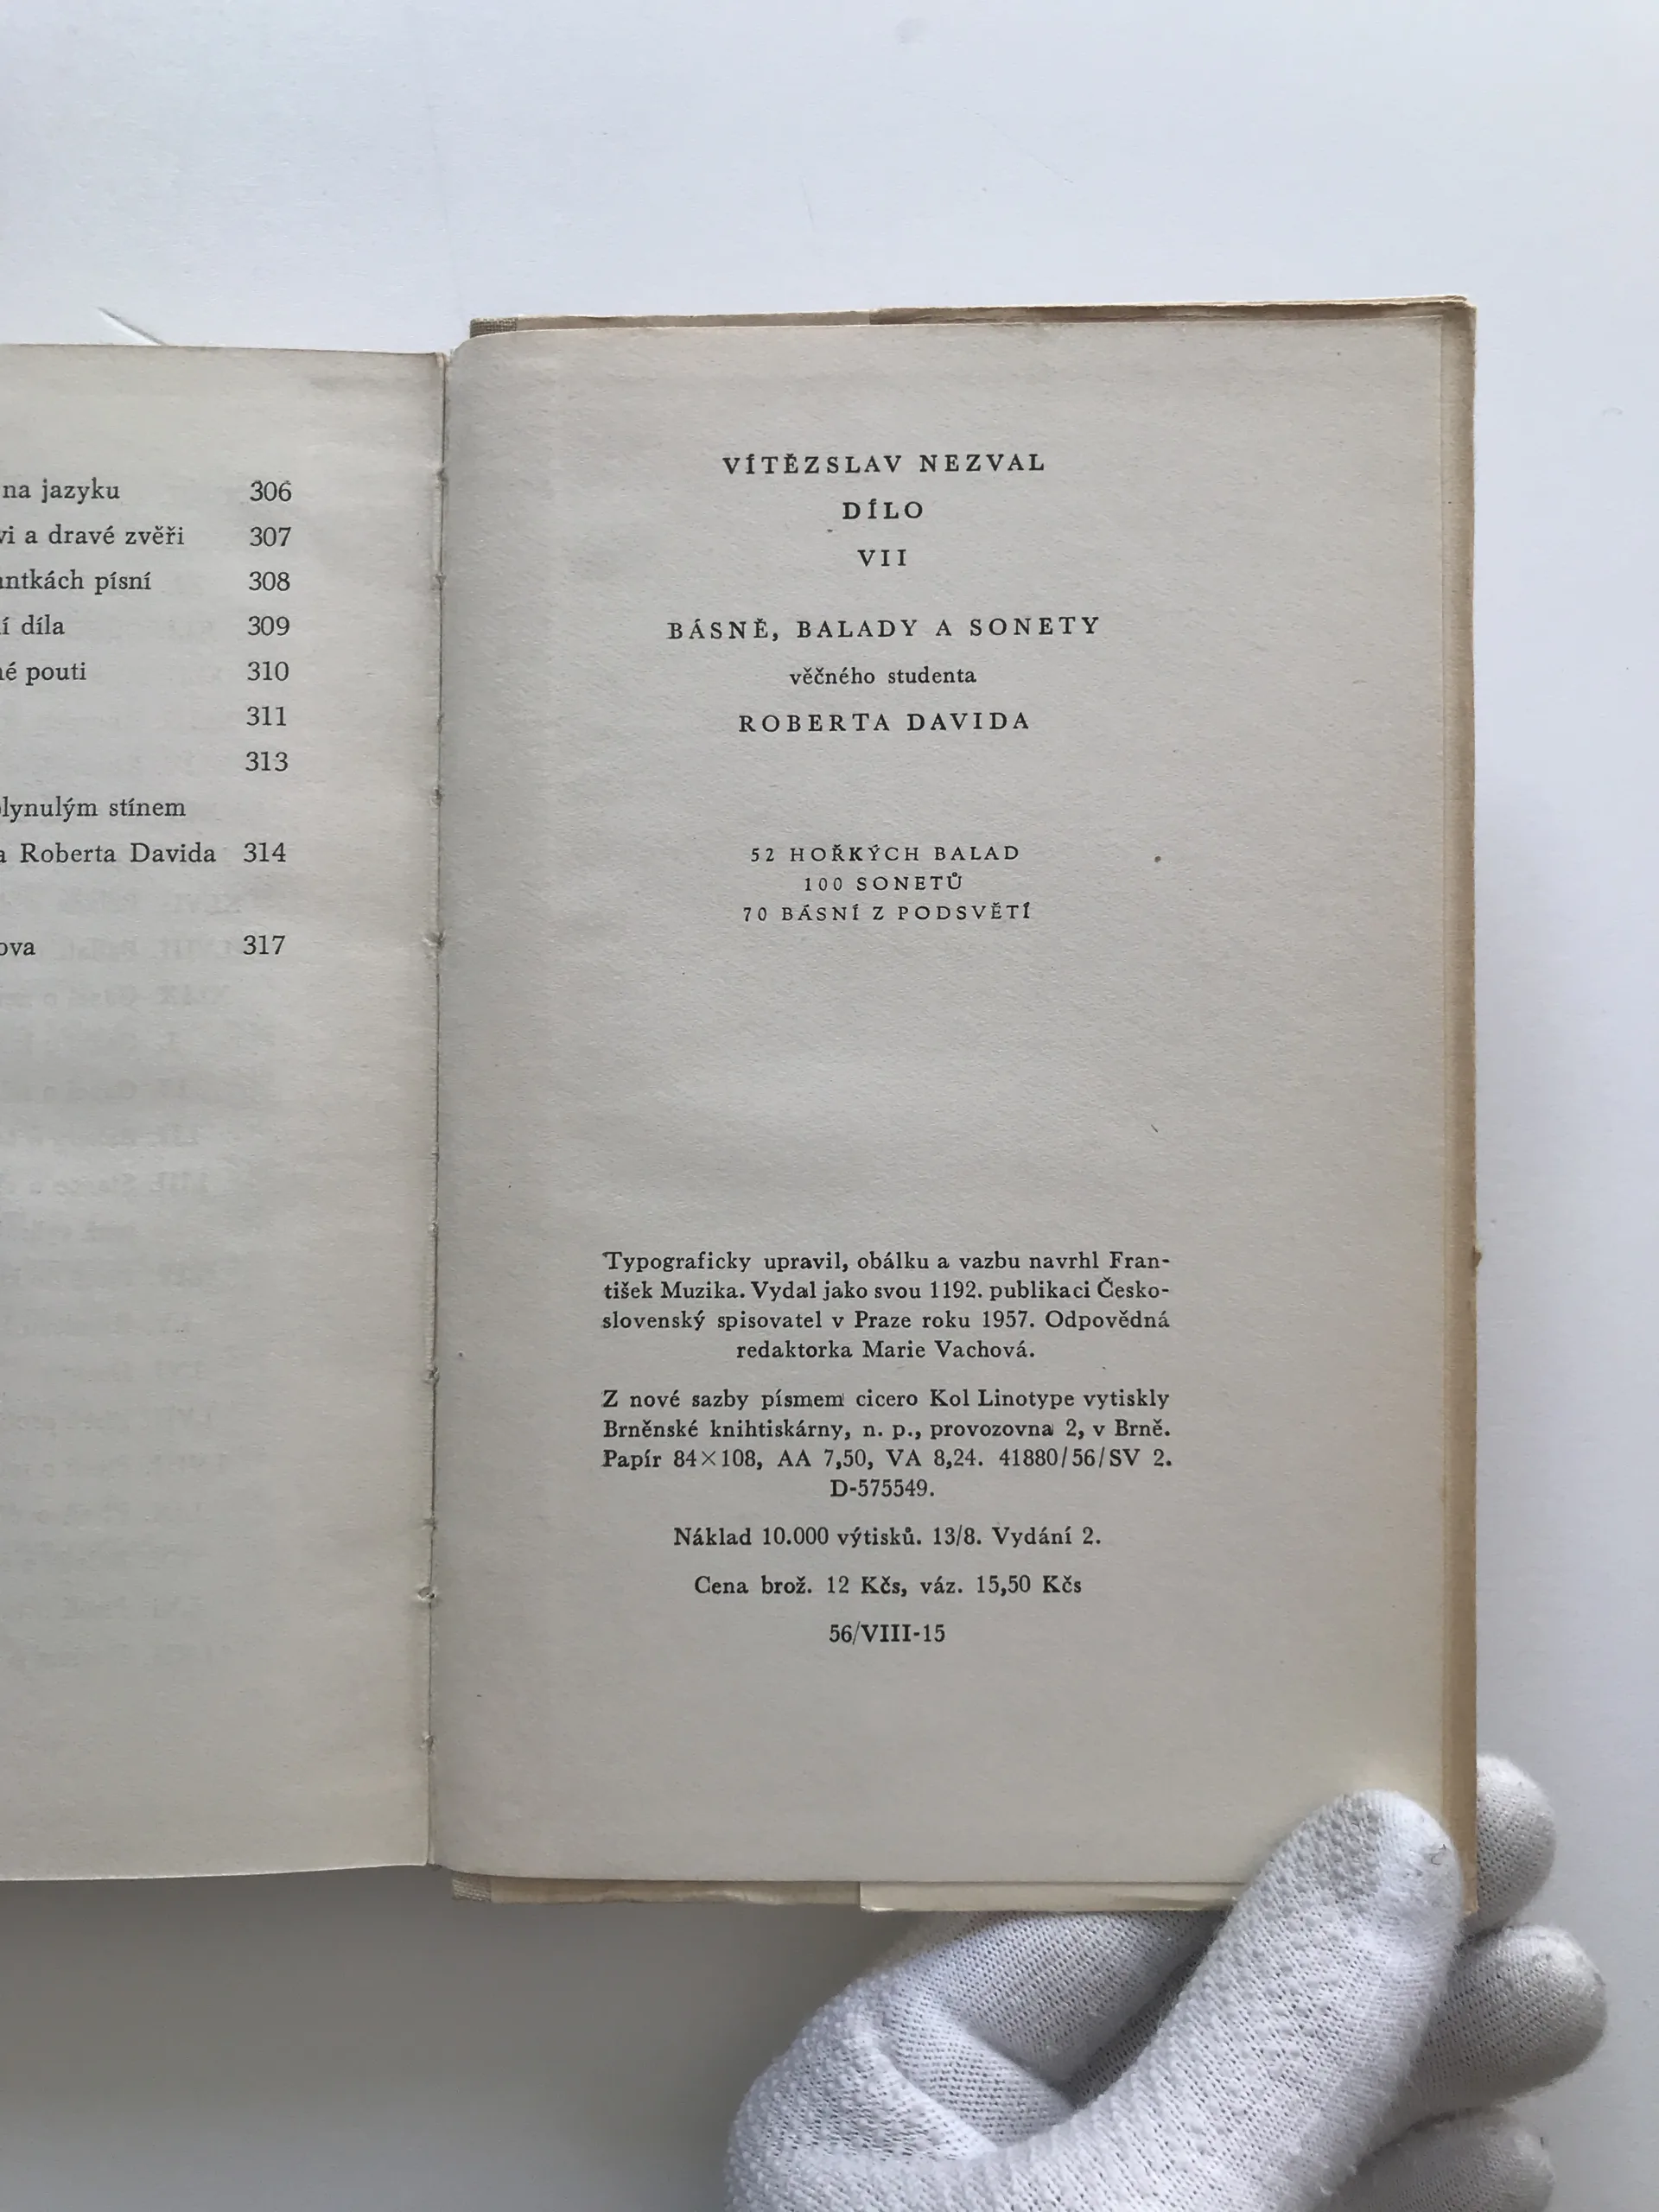 na jazyku 306
a dravé zvěři 307
písní 308
díla 309
pouti 310
311
313
stínem
Roberta Davida 314
317
VÍTĚZSLAV NEZVAL
DÍLO
VII
BÁSNĚ, BALADY A SONETY
věčného studenta
ROBERTA DAVIDA
52 HOŘKÝCH BALAD
100 SONETŮ
70 BÁSNÍ Z PODSVĚTÍ
Typograficky upravil, obálku a vazbu navrhl Fran-
tišek Muzika. Vydal jako svou 1192. publikaci Česko-
slovenský spisovatel v Praze roku 1957. Odpovědná
redaktorka Marie Vachová.
Z nové sazby písmem cicero Kol Linotype vytiskly
Brněnské knihtiskárny, n. p., provozovna 2, v Brně.
Papír 84×108, AA 7,50, VA 8,24. 41880/56/SV 2.
D-575549.
Náklad 10.000 výtisků. 13/8. Vydání 2.
Cena brož. 12 Kčs, váz. 15,50 Kčs
56/VIII-15